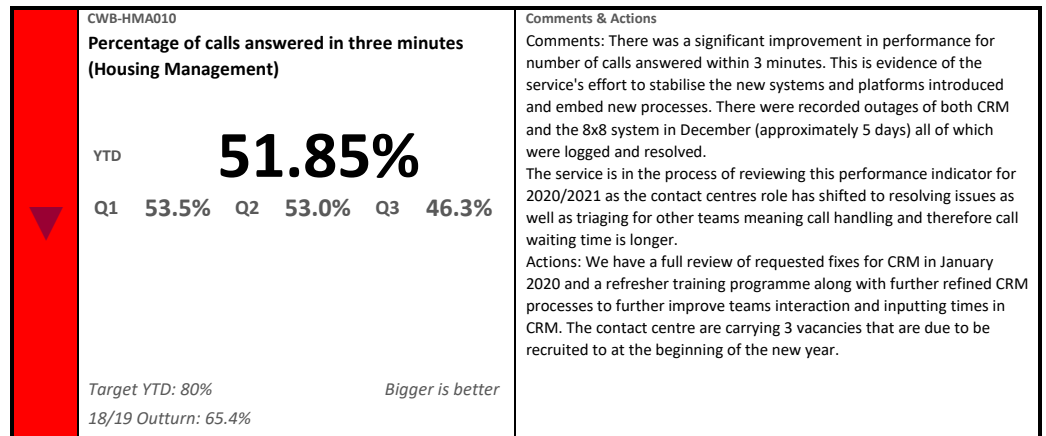 CWB-HMA010
Percentage of calls answered in three minutes
(Housing Management)
YTD 51.85%
Q1 53.5% Q2 53.0% Q3 46.3%
Target YTD: 80% Bigger is better
18/19 Outturn: 65.4%
Comments & Actions
Comments: There was a significant improvement in performance for
number of calls answered within 3 minutes. This is evidence of the
service's effort to stabilise the new systems and platforms introduced
and embed new processes. There were recorded outages of both CRM
and the 8x8 system in December (approximately 5 days) all of which
were logged and resolved.
The service is in the process of reviewing this performance indicator for
2020/2021 as the contact centres role has shifted to resolving issues as
well as triaging for other teams meaning call handling and therefore call
waiting time is longer.
Actions: We have a full review of requested fixes for CRM in January
2020 and a refresher training programme along with further refined CRM
processes to further improve teams interaction and inputting times in
CRM. The contact centre are carrying 3 vacancies that are due to be
recruited to at the beginning of the new year.